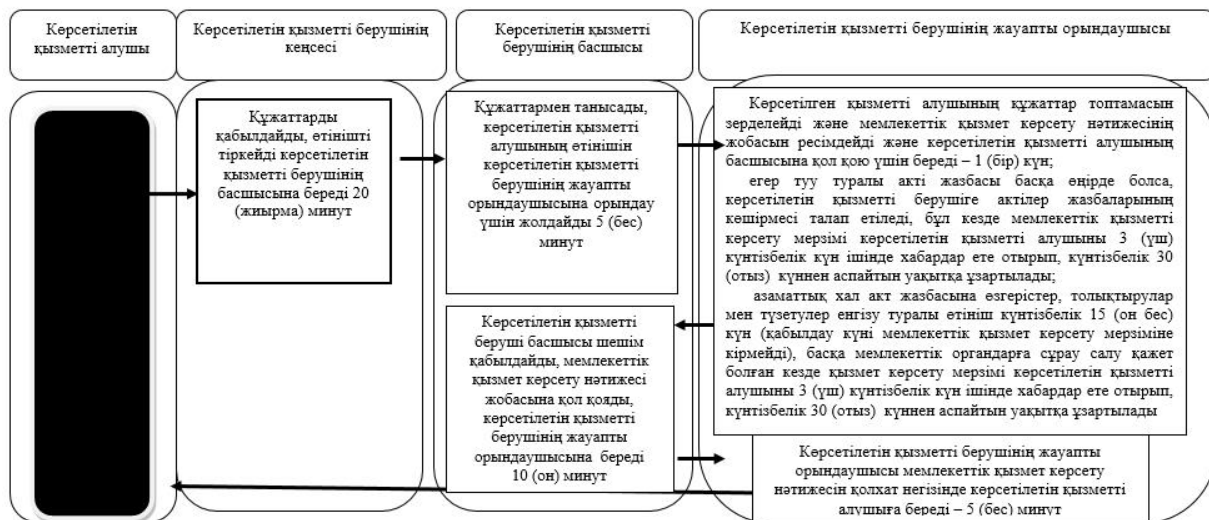 Көрсетілетін
қызметті алушы
Көрсетілетін қызметті берушінің
кеңсесі
Көрсетілетін қызметті
берушінің басшысы
Көрсетілетін қызметті берушінің жауапты орындаушысы
Құжаттарды
қабылдайды, өтінішті
тіркейді көрсетілетін
қызметті берушінің
басшысына береді 20
(жиырма) минут
Құжаттармен танысады,
көрсетілетін қызметті
алушының өтінішін
көрсетілетін қызметті
берушінің жауапты
орындаушысына орындау
үшін жолдайды 5 (бес)
минут
Көрсетілген қызметті алушының құжаттар топтамасын
зерделейді және мемлекеттік қызмет көрсету нәтижесінің
жобасын ресімдейді және көрсетілетін қызметті алушының
басшысына қол қою үшін береді – 1 (бір) күн;
егер туу туралы акті жазбасы басқа өңірде болса,
көрсетілетін қызметті берушіге актілер жазбаларының
көшірмесі талап етіледі, бұл кезде мемлекеттік қызметті
көрсету мерзімі көрсетілетін қызметті алушыны 3 (үш)
күнтізбелік күн ішінде хабардар ете отырып, күнтізбелік 30
(отыз) күннен аспайтын уақытқа ұзартылады;
азаматтық хал акт жазбасына өзгерістер, толықтырулар
мен түзетулер енгізу туралы өтініш күнтізбелік 15 (он бес)
күн (қабылдау күні мемлекеттік қызмет көрсету мерзіміне
кірмейді), басқа мемлекеттік органдарға сұрау салу қажет
болған кезде қызмет көрсету мерзімі көрсетілетін қызметті
алушыны 3 (үш) күнтізбелік күн ішінде хабардар ете отырып,
күнтізбелік 30 (отыз) күннен аспайтын уақытқа ұзартылады
Көрсетілетін қызметті
беруші басшысы шешім
қабылдайды, мемлекеттік
қызмет көрсету нәтижесі
жобасына қол қояды,
көрсетілетін қызметті
берушінің жауапты
орындаушысына береді
10 (он) минут
Көрсетілетін қызметті берушінің жауапты
орындаушысы мемлекеттік қызмет көрсету
нәтижесін қолхат негізінде көрсетілетін қызметті
алушыға береді – 5 (бес) минут